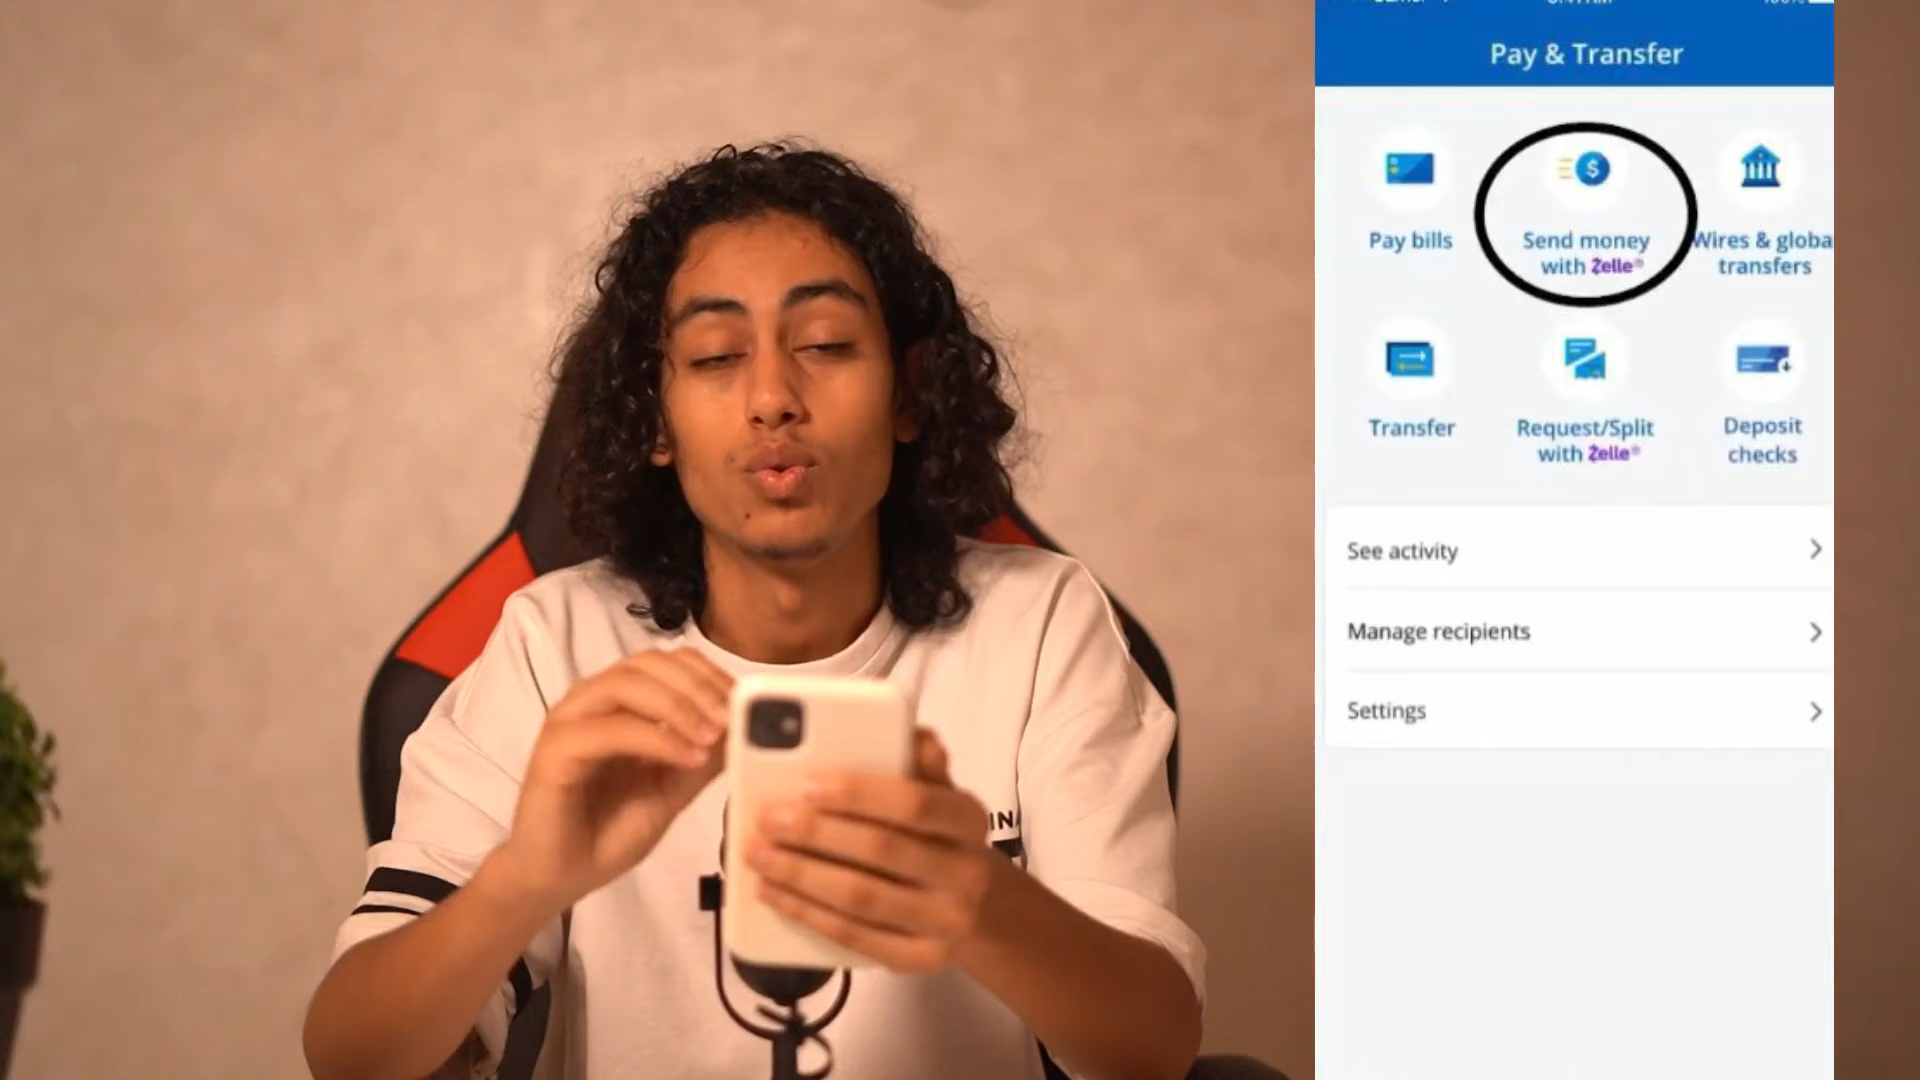 Pay & Transfer
Pay bills
Send money
with Zelle®
Wires & globa
transfers
Transfer
Request/Split
with Zelle®
Deposit
checks
See activity
Manage recipients
Settings